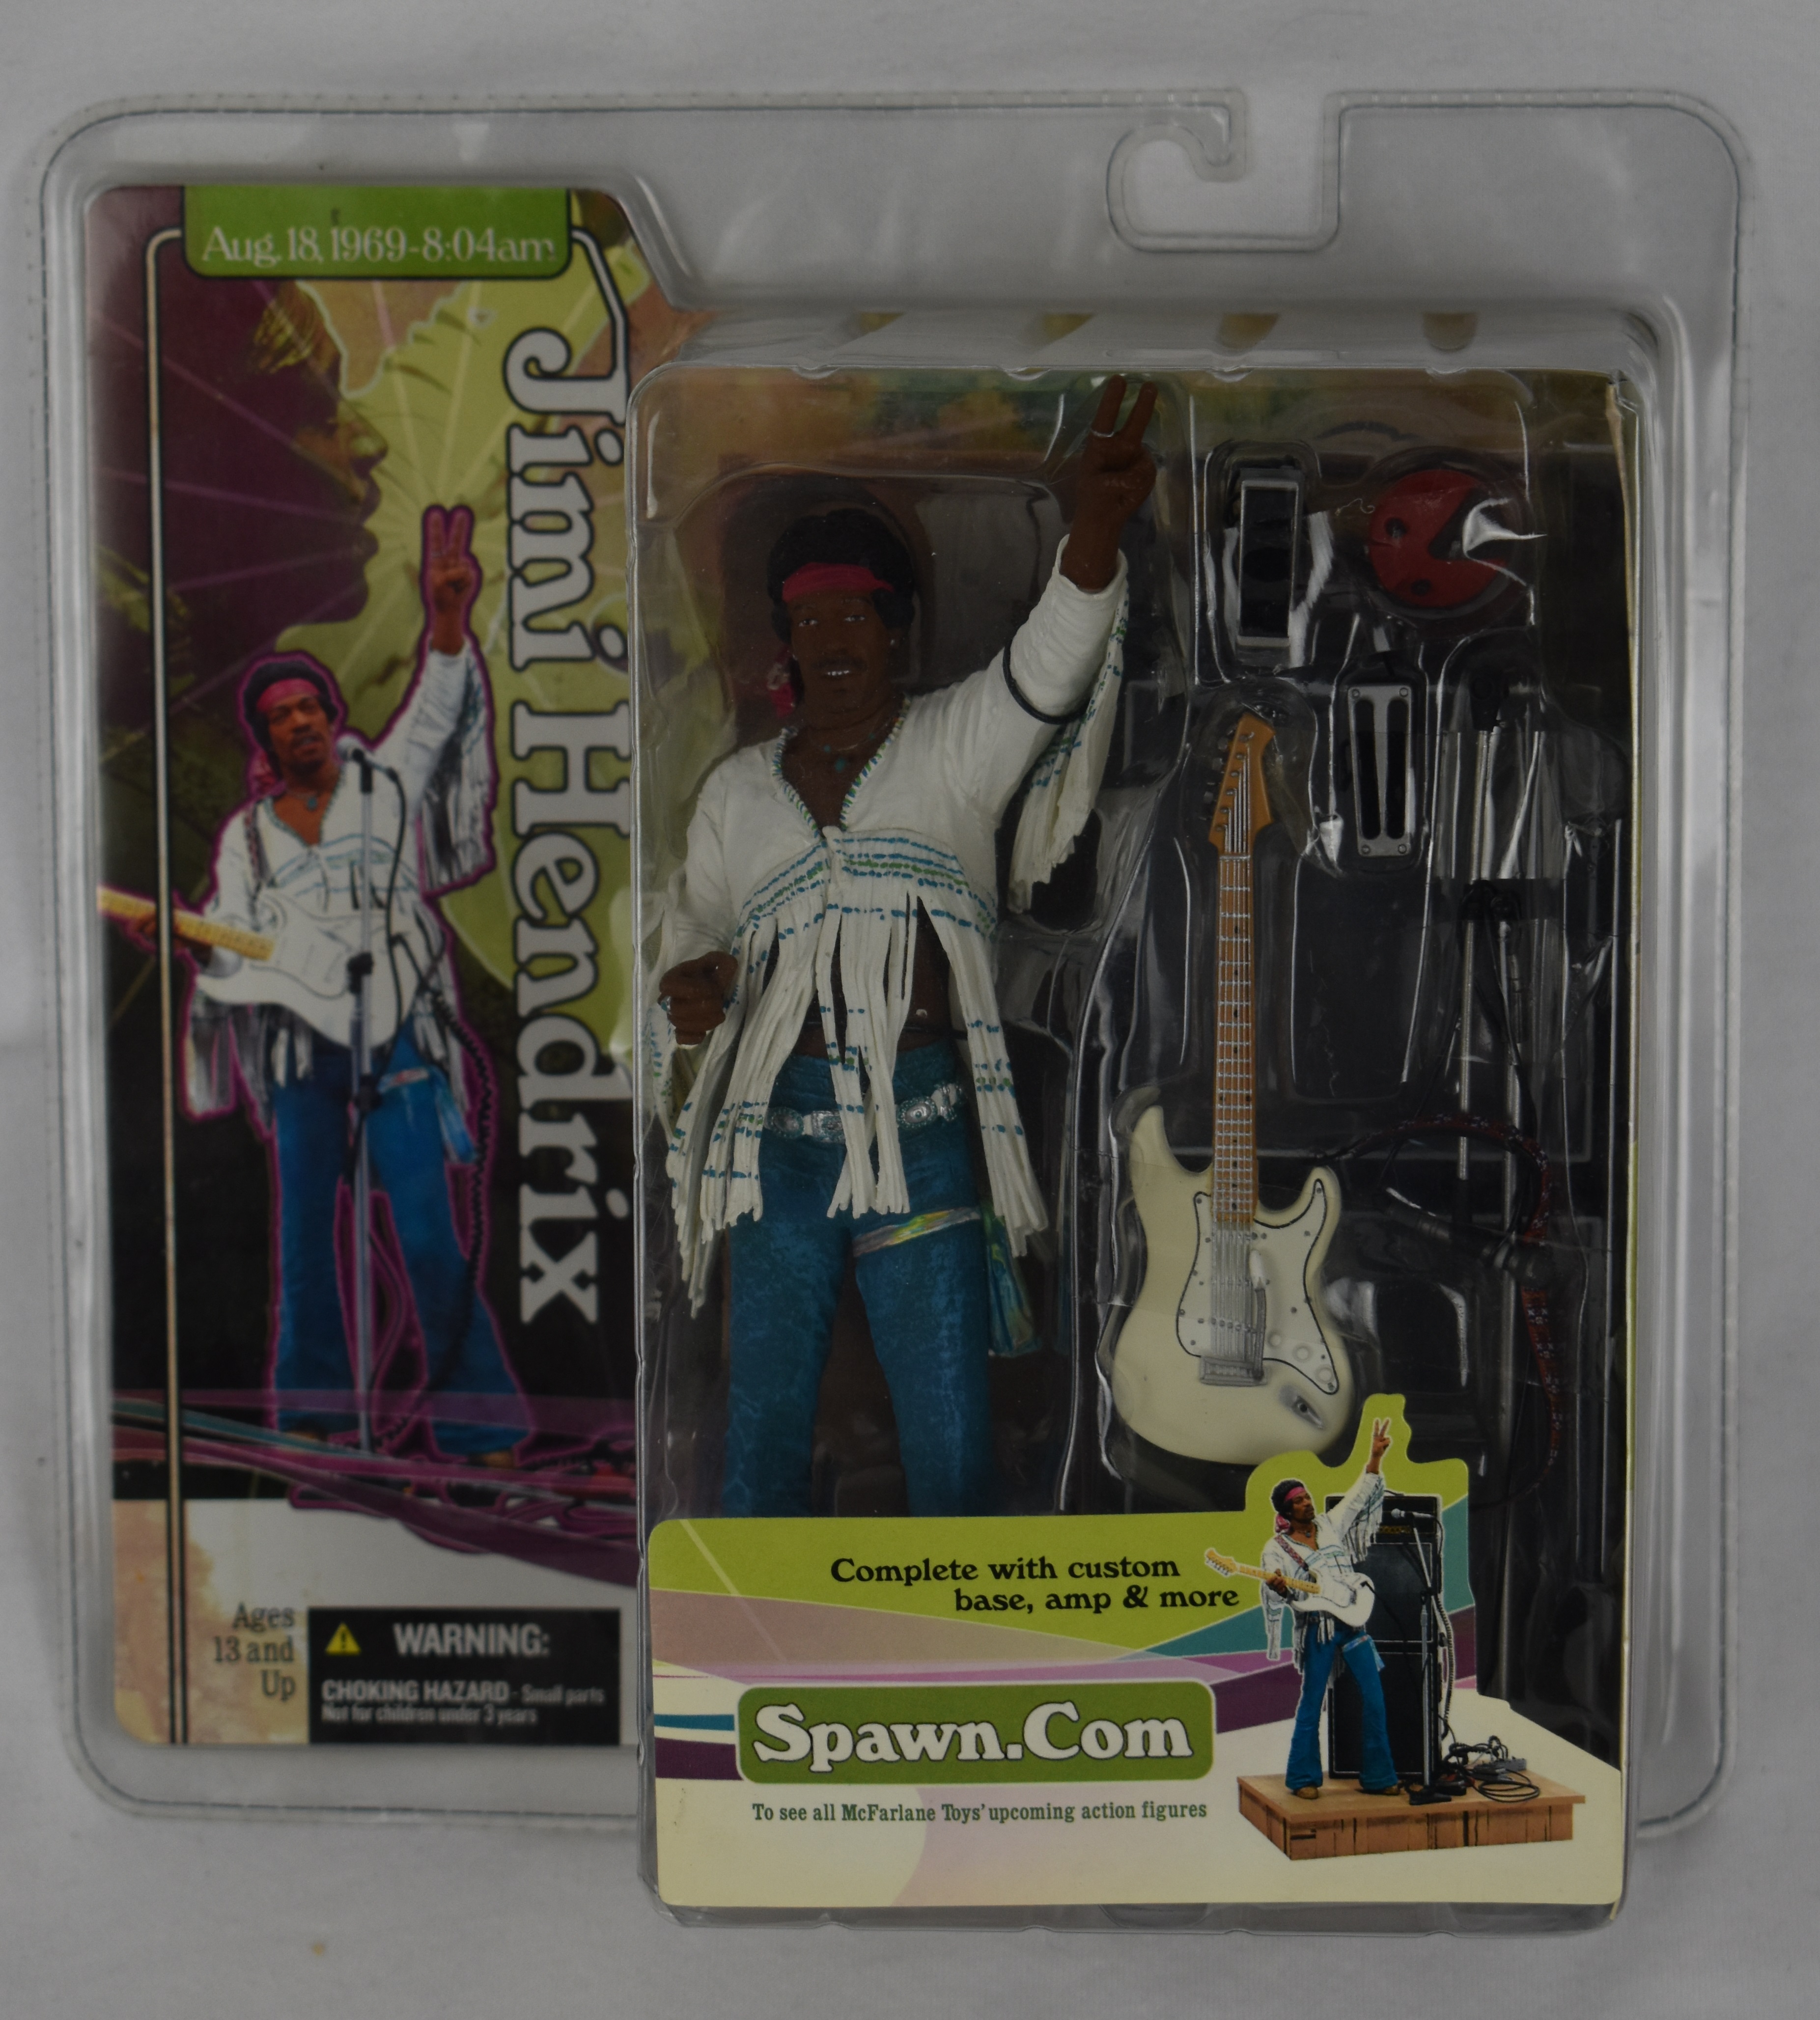 Aug. 18, 1969-8:04am
Jimi Hendrix
Complete with custom
base, amp & more
Ages
13 and
Up
WARNING:
CHOKING HAZARD - Small parts
Not for children under 3 years
Spawn.Com
To see all McFarlane Toys' upcoming action figures